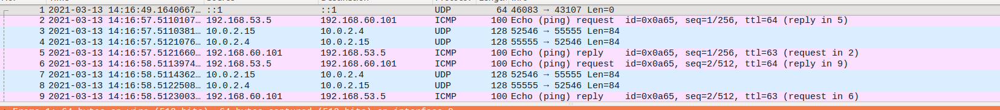 1 2021-03-13 14:16:49.1640667… ::1 ::1 UDP 64 46083 → 43107 Len=0
2 2021-03-13 14:16:57.5110107… 192.168.53.5 192.168.60.101 ICMP 100 Echo (ping) request id=0x0a65, seq=1/256, ttl=64 (reply in 5)
3 2021-03-13 14:16:57.5110381… 10.0.2.15 10.0.2.4 UDP 128 52546 → 55555 Len=84
4 2021-03-13 14:16:57.5121076… 10.0.2.4 10.0.2.15 UDP 128 55555 → 52546 Len=84
5 2021-03-13 14:16:57.5121660… 192.168.60.101 192.168.53.5 ICMP 100 Echo (ping) reply id=0x0a65, seq=1/256, ttl=63 (request in 2)
6 2021-03-13 14:16:58.5113974… 192.168.53.5 192.168.60.101 ICMP 100 Echo (ping) request id=0x0a65, seq=2/512, ttl=64 (reply in 9)
7 2021-03-13 14:16:58.5114362… 10.0.2.15 10.0.2.4 UDP 128 52546 → 55555 Len=84
8 2021-03-13 14:16:58.5122508… 10.0.2.4 10.0.2.15 UDP 128 55555 → 52546 Len=84
9 2021-03-13 14:16:58.5123003… 192.168.60.101 192.168.53.5 ICMP 100 Echo (ping) reply id=0x0a65, seq=2/512, ttl=63 (request in 6)